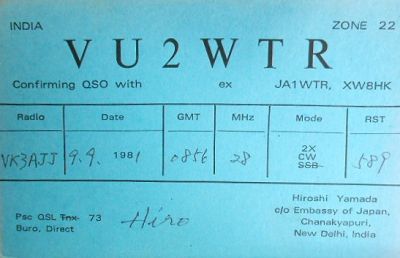 INDIA ZONE 22
VU2WTR
Confirming QSO with ex JA1WTR, XW8HK
Radio Date GMT MHz Mode RST
VK3AJJ 9.9. 1981 0856 28 2X CW SSB 589
Psc QSL Tnx 73
Buro, Direct
Hiro
Hiroshi Yamada
c/o Embassy of Japan,
Chanakyapuri,
New Delhi, India